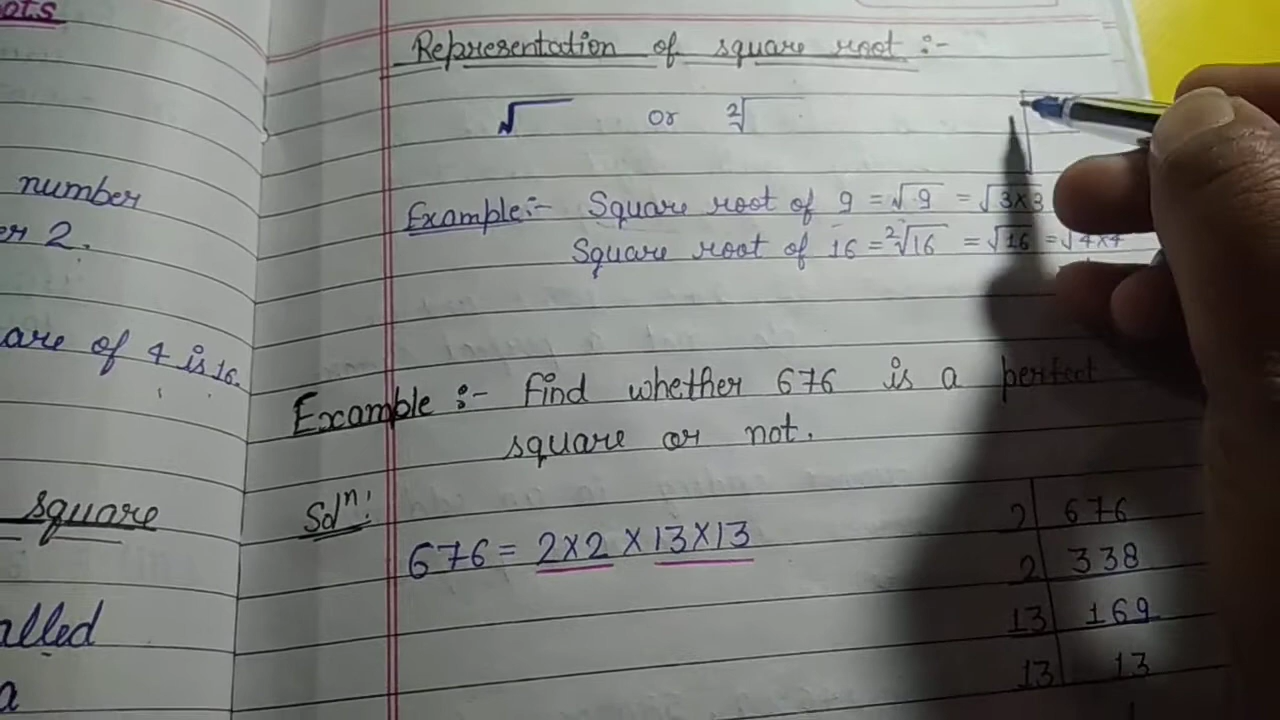 number
2.
are of 4 is 16.
square
alled
a
Representation of square root :-
√ or ²√
Example:- Square root of 9 = √9 = √3×3
Square root of 16 = ²√16 = √16 = √4×4
Example :- Find whether 676 is a perfect
square or not.
Solⁿ:
676 = 2×2 × 13×13
2 | 676
2 | 338
13 | 169
13 | 13